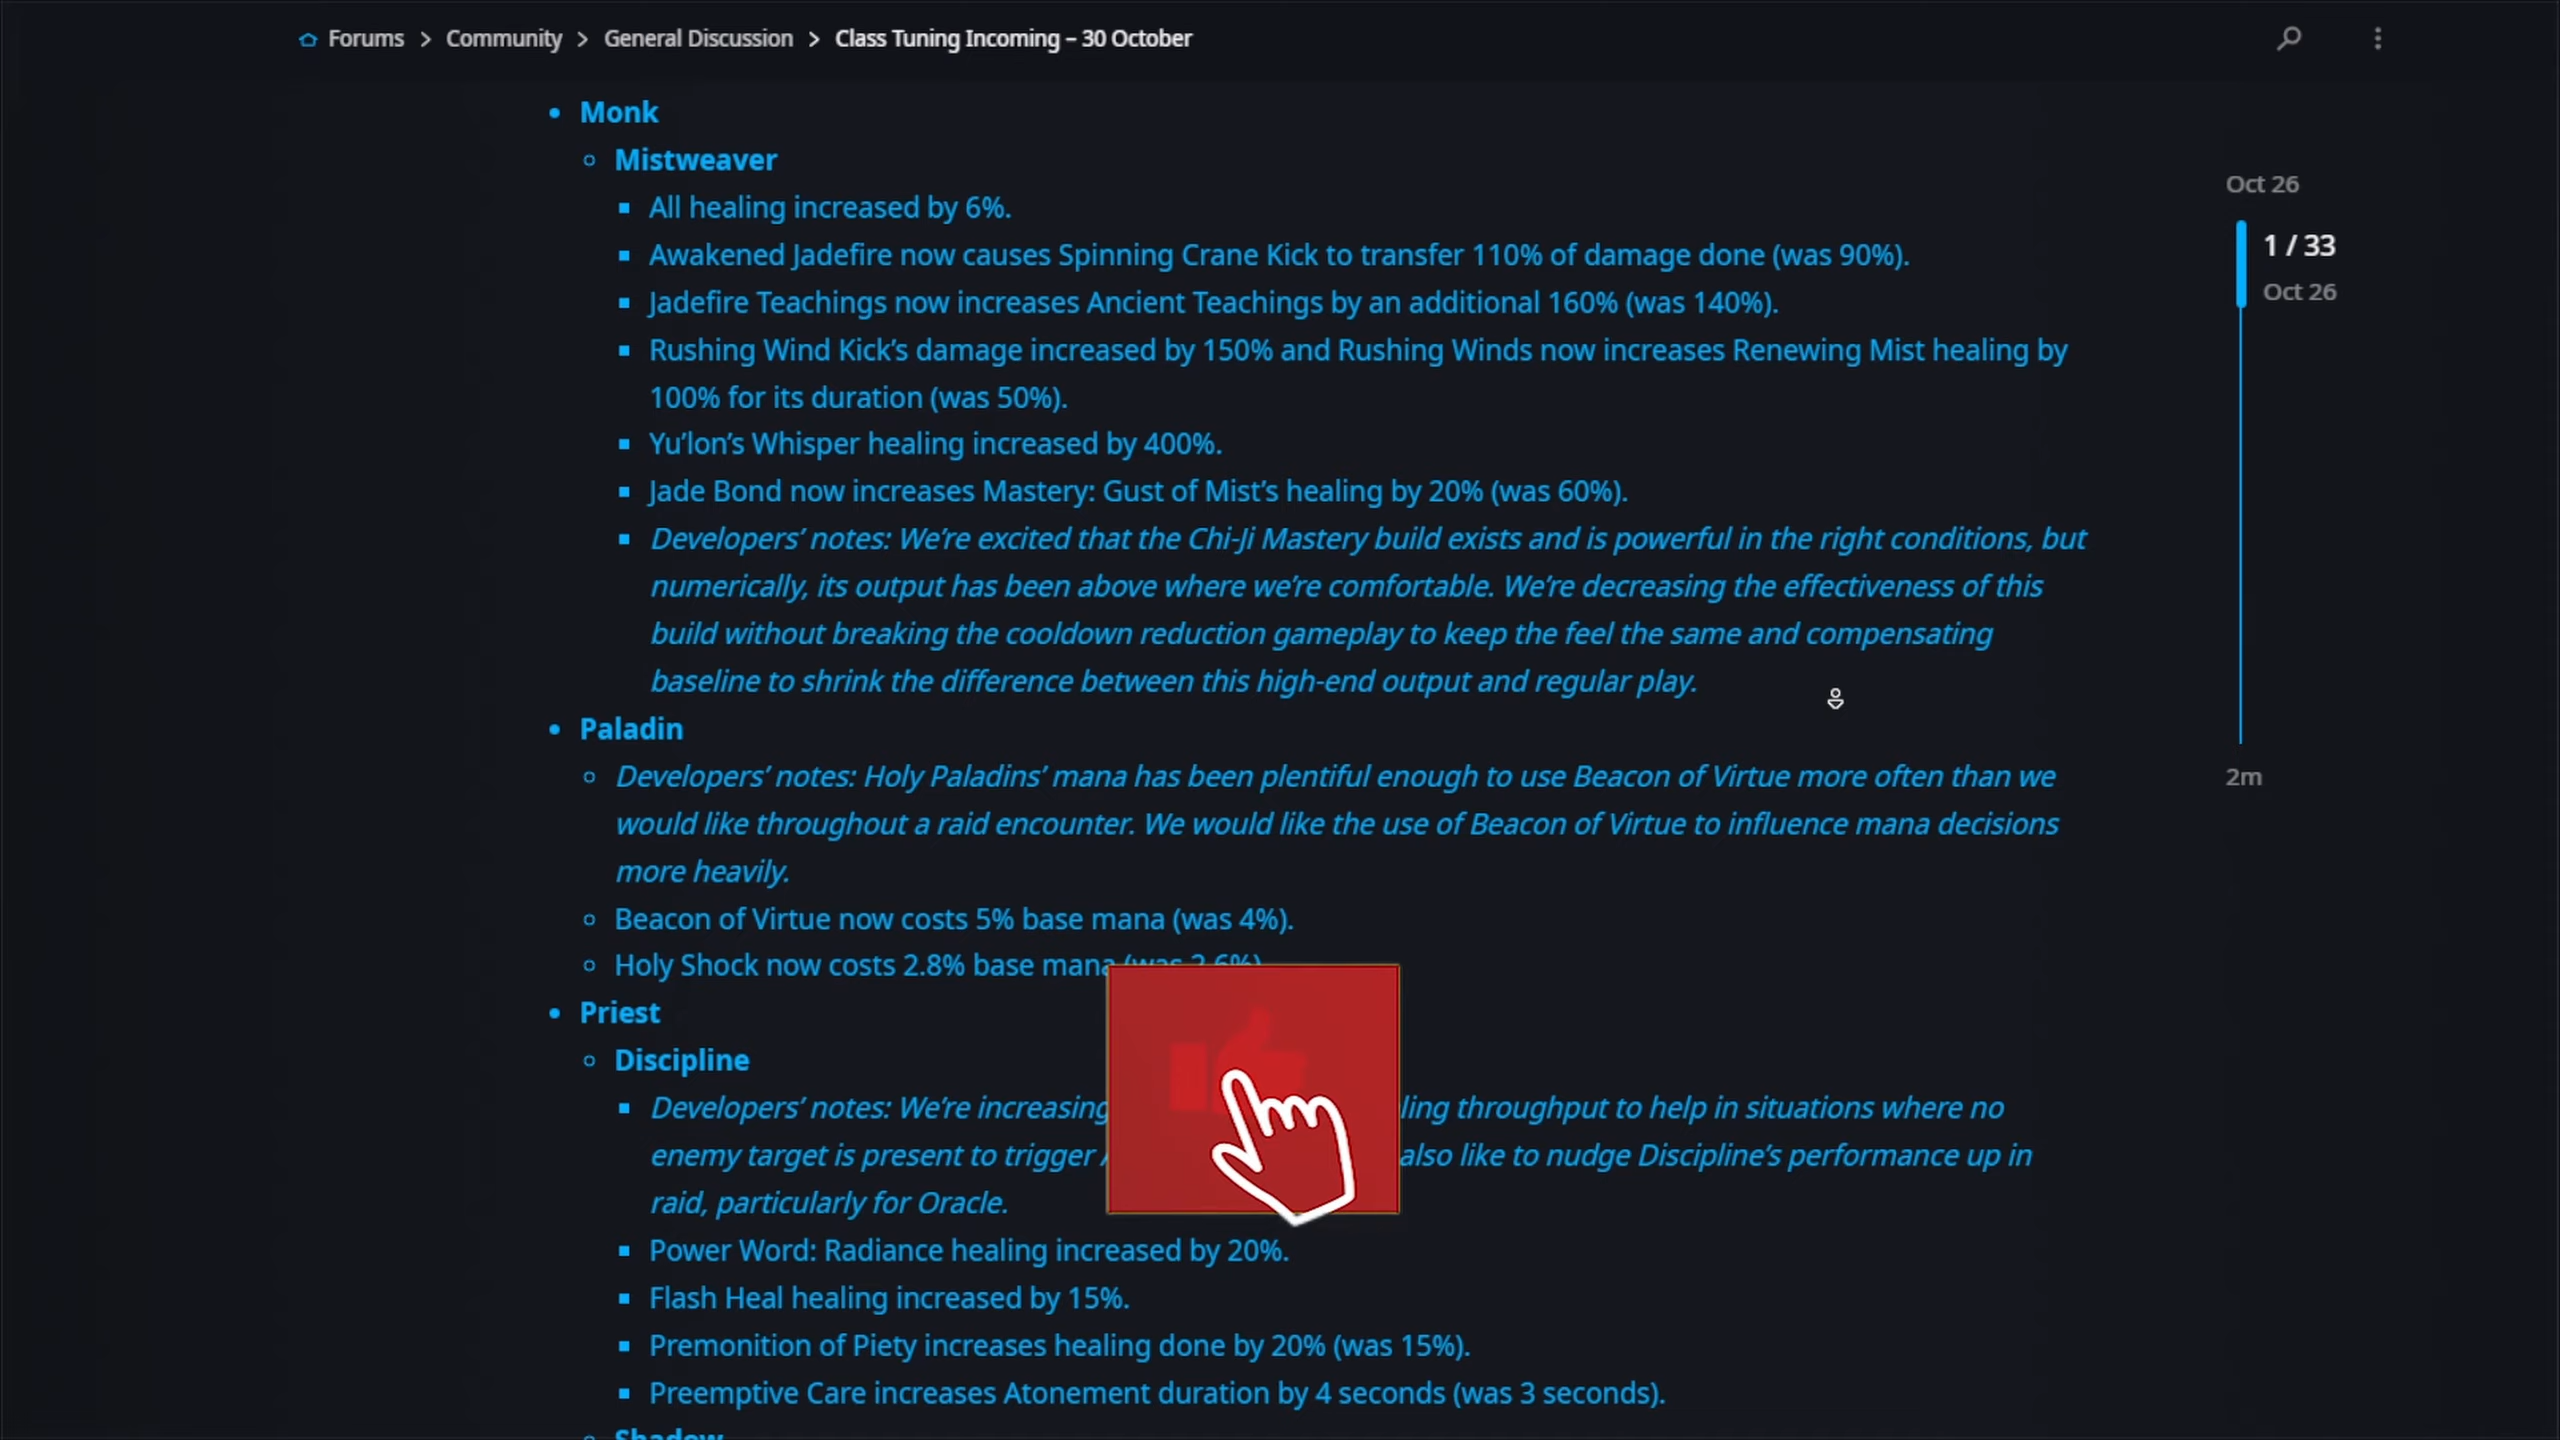 Forums > Community > General Discussion > Class Tuning Incoming – 30 October
Monk
Mistweaver
All healing increased by 6%.
Awakened Jadefire now causes Spinning Crane Kick to transfer 110% of damage done (was 90%).
Jadefire Teachings now increases Ancient Teachings by an additional 160% (was 140%).
Rushing Wind Kick’s damage increased by 150% and Rushing Winds now increases Renewing Mist healing by
100% for its duration (was 50%).
Yu’lon’s Whisper healing increased by 400%.
Jade Bond now increases Mastery: Gust of Mist’s healing by 20% (was 60%).
Developers’ notes: We’re excited that the Chi-Ji Mastery build exists and is powerful in the right conditions, but
numerically, its output has been above where we’re comfortable. We’re decreasing the effectiveness of this
build without breaking the cooldown reduction gameplay to keep the feel the same and compensating
baseline to shrink the difference between this high-end output and regular play.
Paladin
Developers’ notes: Holy Paladins’ mana has been plentiful enough to use Beacon of Virtue more often than we
would like throughout a raid encounter. We would like the use of Beacon of Virtue to influence mana decisions
more heavily.
Beacon of Virtue now costs 5% base mana (was 4%).
Holy Shock now costs 2.8% base mana (was 2.6%)
Priest
Discipline
Developers’ notes: We’re increasing ling throughput to help in situations where no
enemy target is present to trigger also like to nudge Discipline’s performance up in
raid, particularly for Oracle.
Power Word: Radiance healing increased by 20%.
Flash Heal healing increased by 15%.
Premonition of Piety increases healing done by 20% (was 15%).
Preemptive Care increases Atonement duration by 4 seconds (was 3 seconds).
Shadow
Oct 26
1 / 33
Oct 26
2m